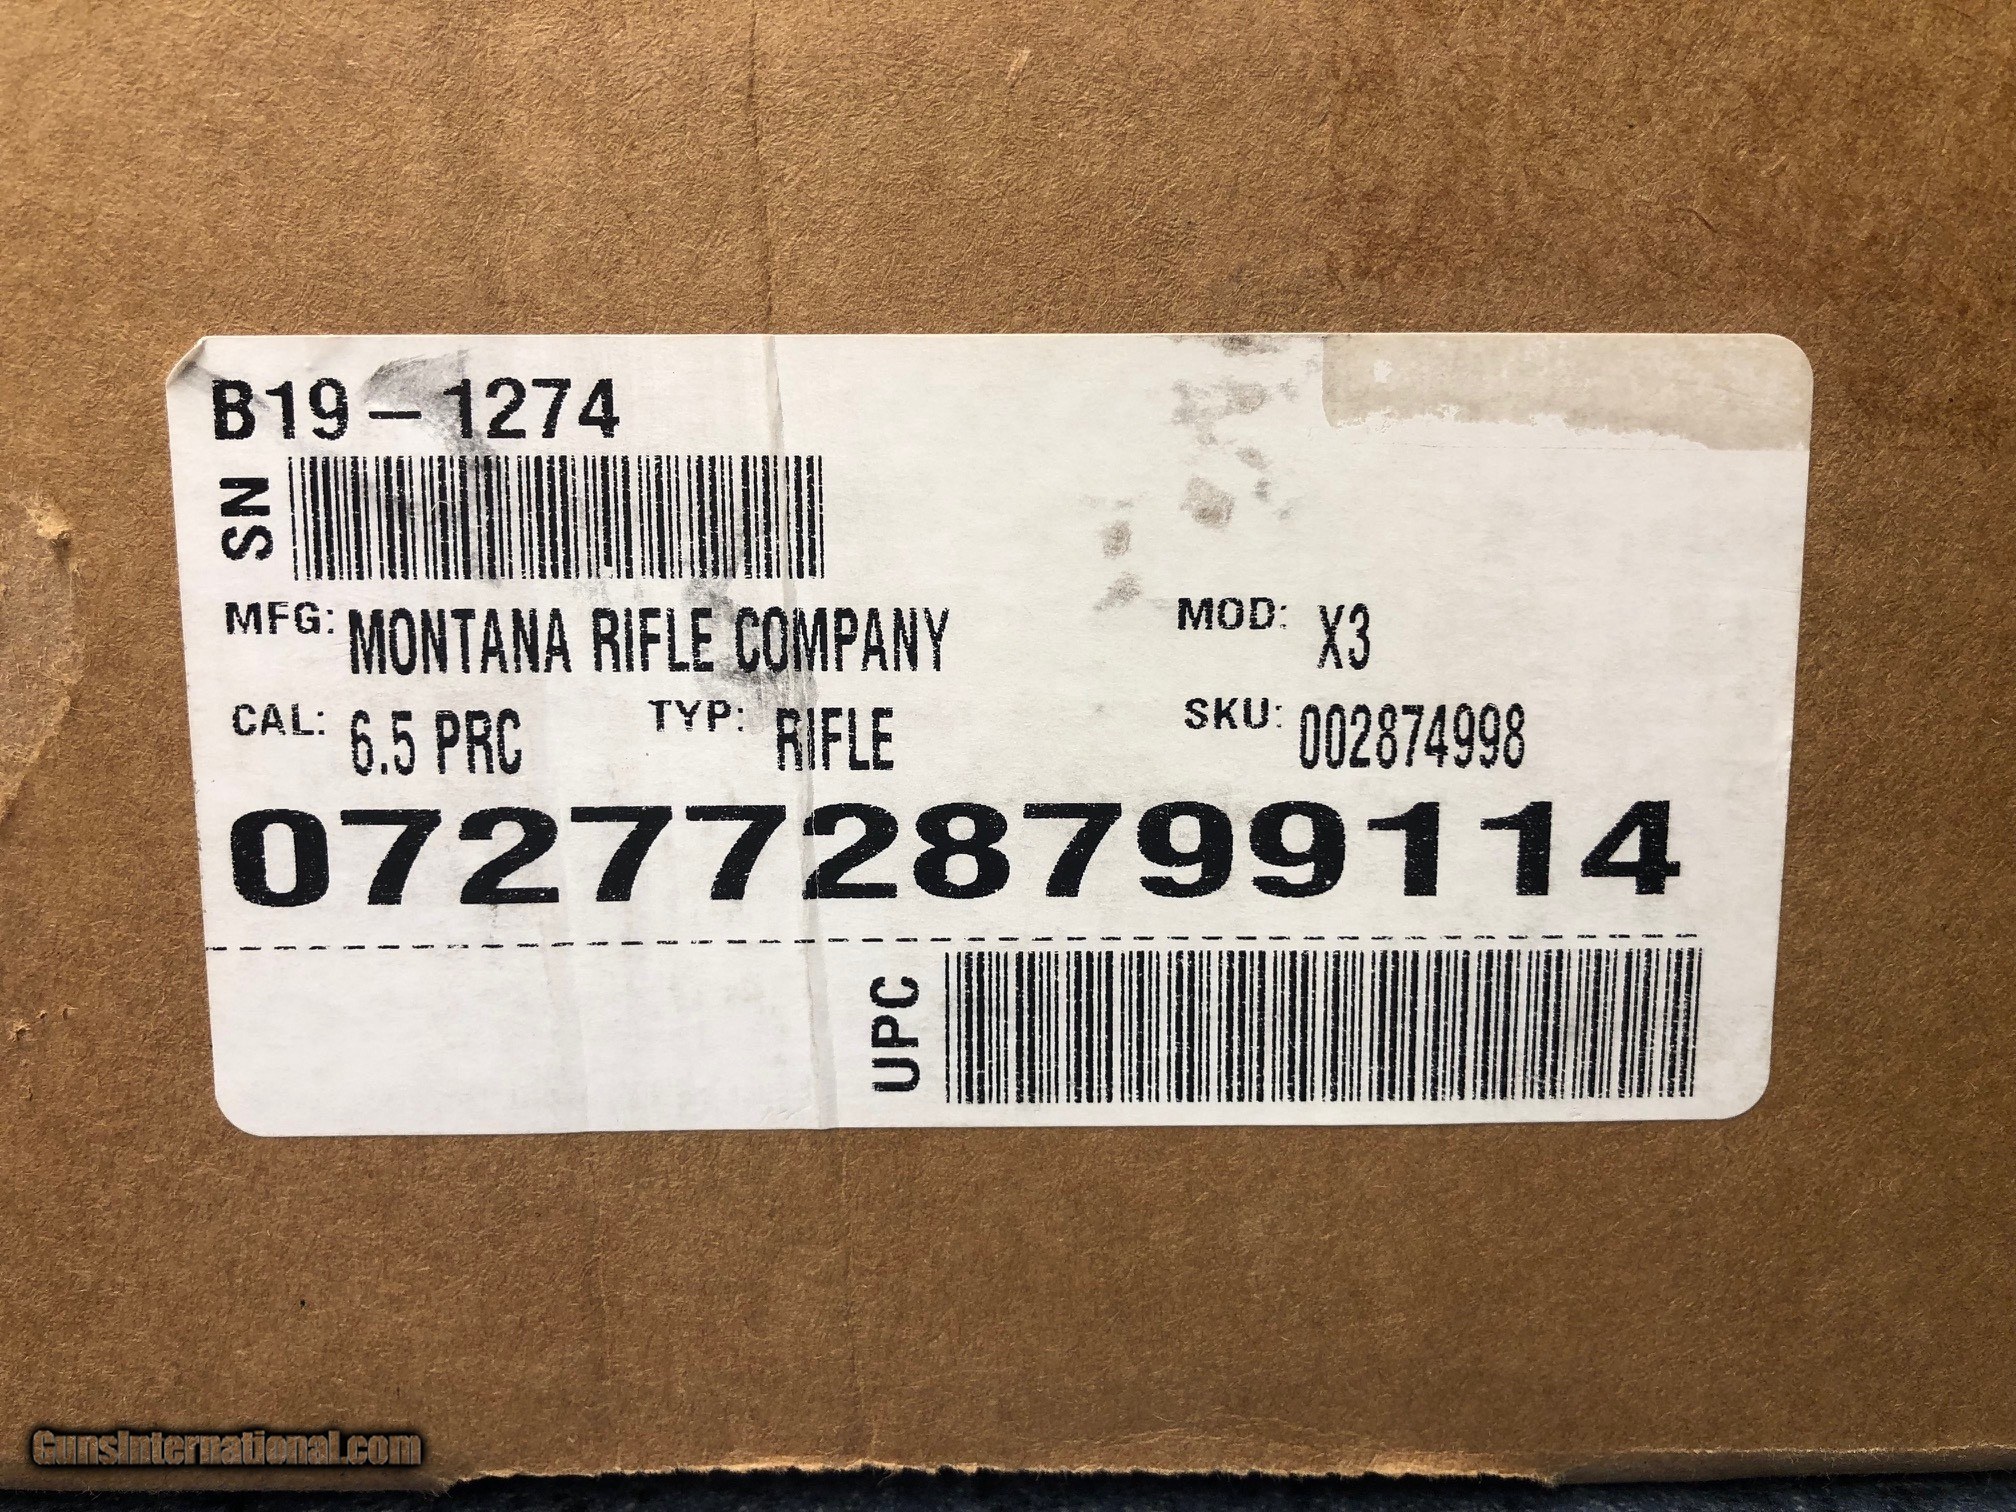 B19-1274
SN
MFG: MONTANA RIFLE COMPANY MOD: X3
CAL: 6.5 PRC TYP: RIFLE SKU: 002874998
0727728799114
UPC
GunsInternational.com